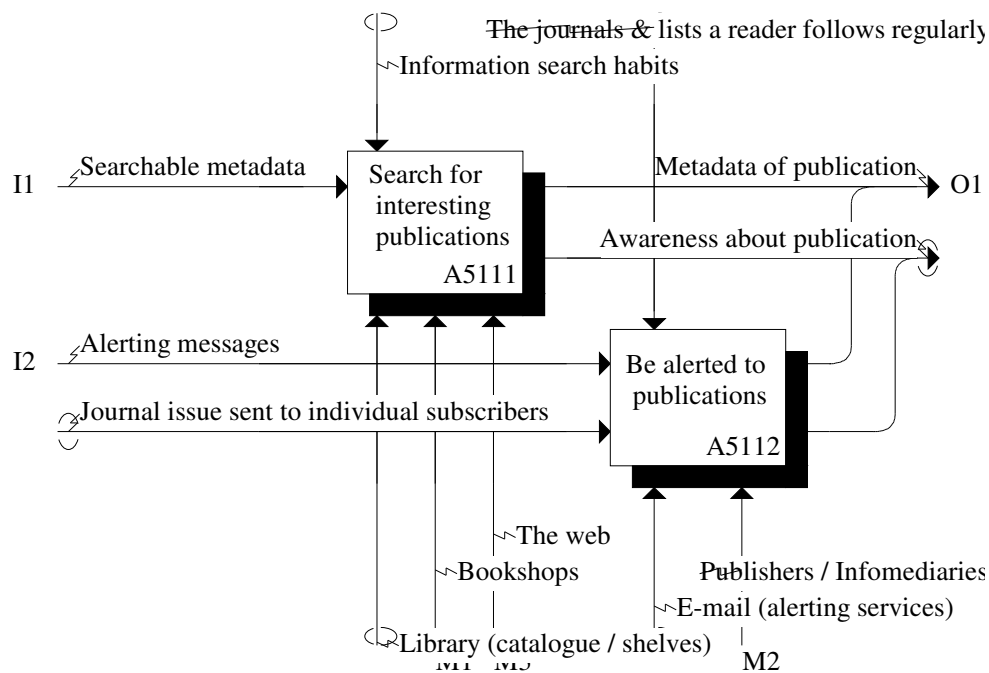 The journals & lists a reader follows regularly
Information search habits
Searchable metadata
I1
Search for
interesting
publications
A5111
Metadata of publication
O1
Awareness about publication
Alerting messages
I2
Be alerted to
publications
A5112
Journal issue sent to individual subscribers
The web
Bookshops
Publishers / Infomediaries
E-mail (alerting services)
Library (catalogue / shelves)
M2